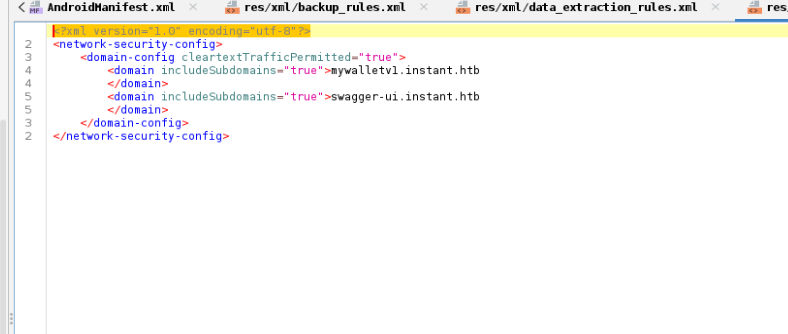 AndroidManifest.xml res/xml/backup_rules.xml res/xml/data_extraction_rules.xml res
<?xml version="1.0" encoding="utf-8"?>
2 <network-security-config>
3     <domain-config cleartextTrafficPermitted="true">
4         <domain includeSubdomains="true">mywalletv1.instant.htb
4         </domain>
5         <domain includeSubdomains="true">swagger-ui.instant.htb
5         </domain>
3     </domain-config>
2 </network-security-config>